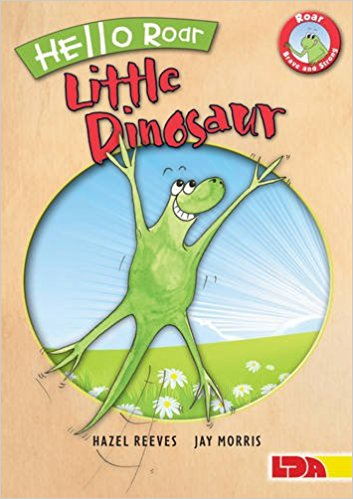 Hello Roar
Little
Dinosaur
Roar
Brave and Strong
HAZEL REEVES JAY MORRIS
LDA